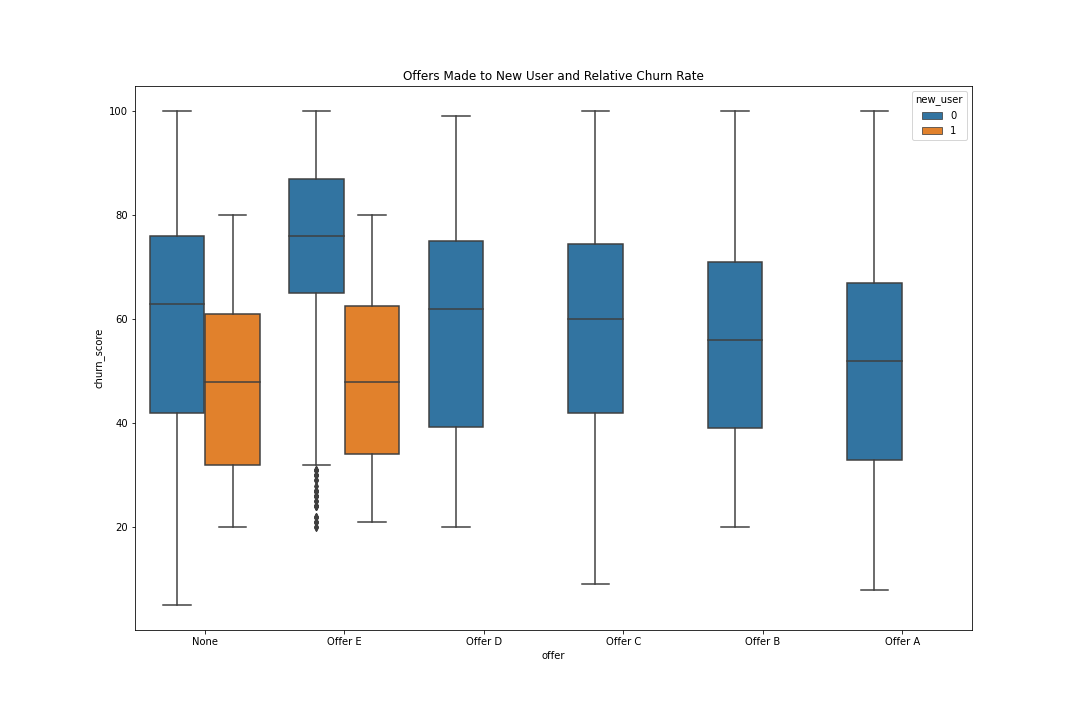 Offers Made to New User and Relative Churn Rate
new_user
0
1
100
80
60
40
20
churn_score
None Offer E Offer D Offer C Offer B Offer A
offer